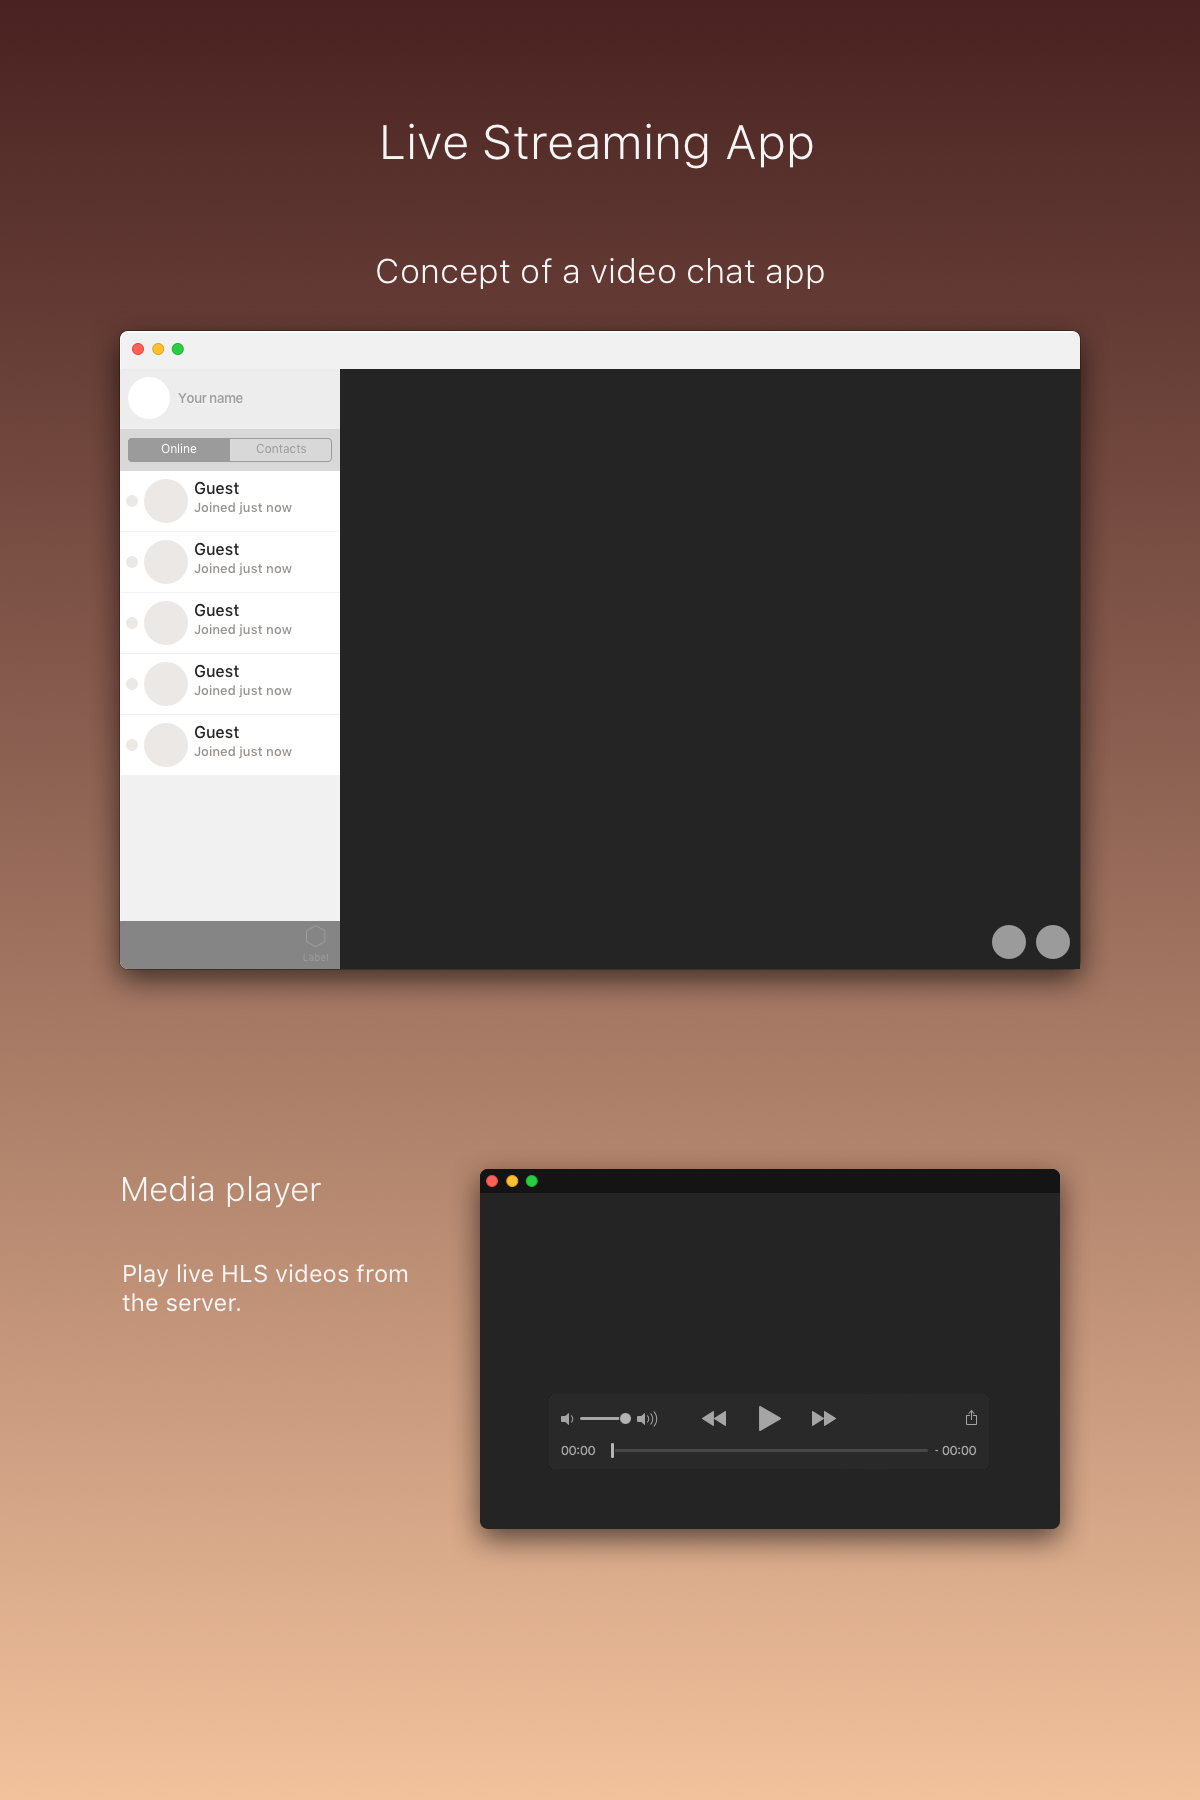 Live Streaming App
Concept of a video chat app
Your name
Online Contacts
Guest
Joined just now
Guest
Joined just now
Guest
Joined just now
Guest
Joined just now
Guest
Joined just now
Label
Media player
Play live HLS videos from
the server.
00:00 - 00:00